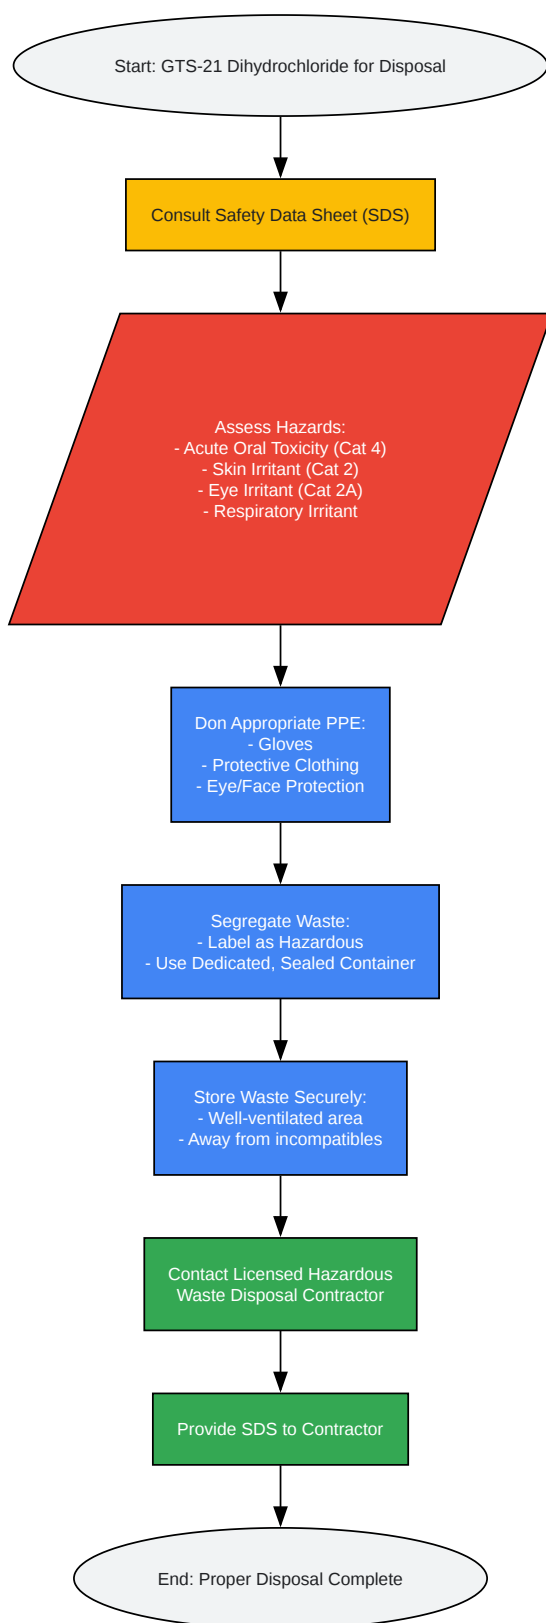 Start: GTS-21 Dihydrochloride for Disposal
Consult Safety Data Sheet (SDS)
Assess Hazards:
- Acute Oral Toxicity (Cat 4)
- Skin Irritant (Cat 2)
- Eye Irritant (Cat 2A)
- Respiratory Irritant
Don Appropriate PPE:
- Gloves
- Protective Clothing
- Eye/Face Protection
Segregate Waste:
- Label as Hazardous
- Use Dedicated, Sealed Container
Store Waste Securely:
- Well-ventilated area
- Away from incompatibles
Contact Licensed Hazardous
Waste Disposal Contractor
Provide SDS to Contractor
End: Proper Disposal Complete